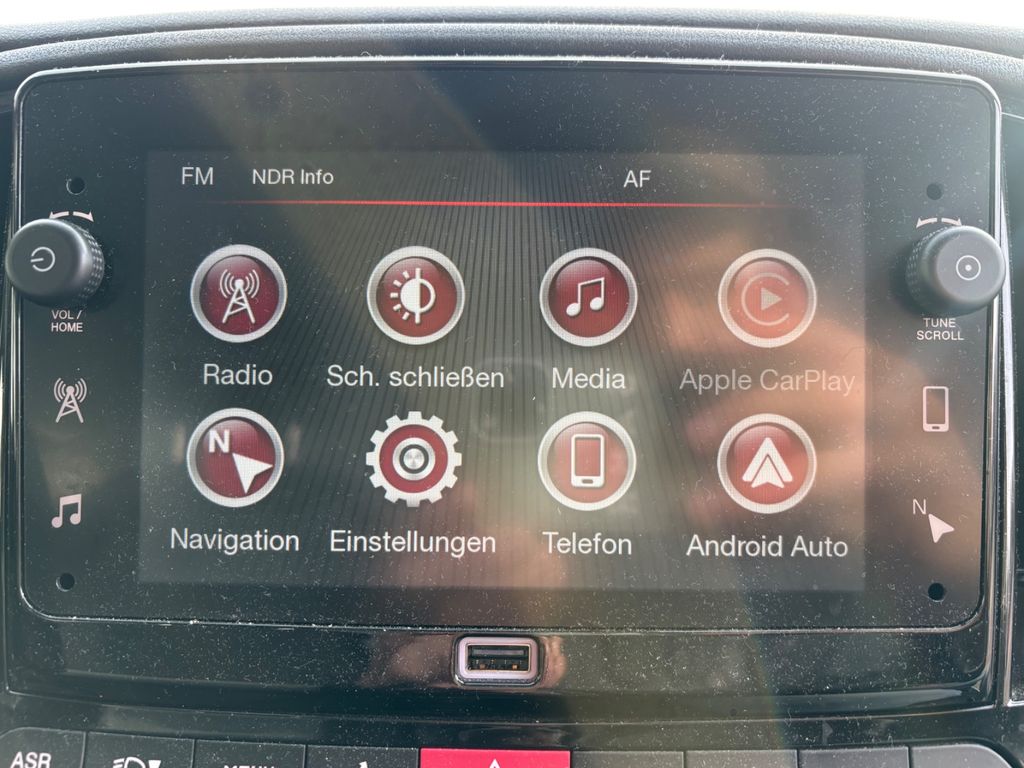 FM NDR Info AF
VOL /
HOME
TUNE
SCROLL
Radio Sch. schließen Media Apple CarPlay
N N
Navigation Einstellungen Telefon Android Auto
ASR